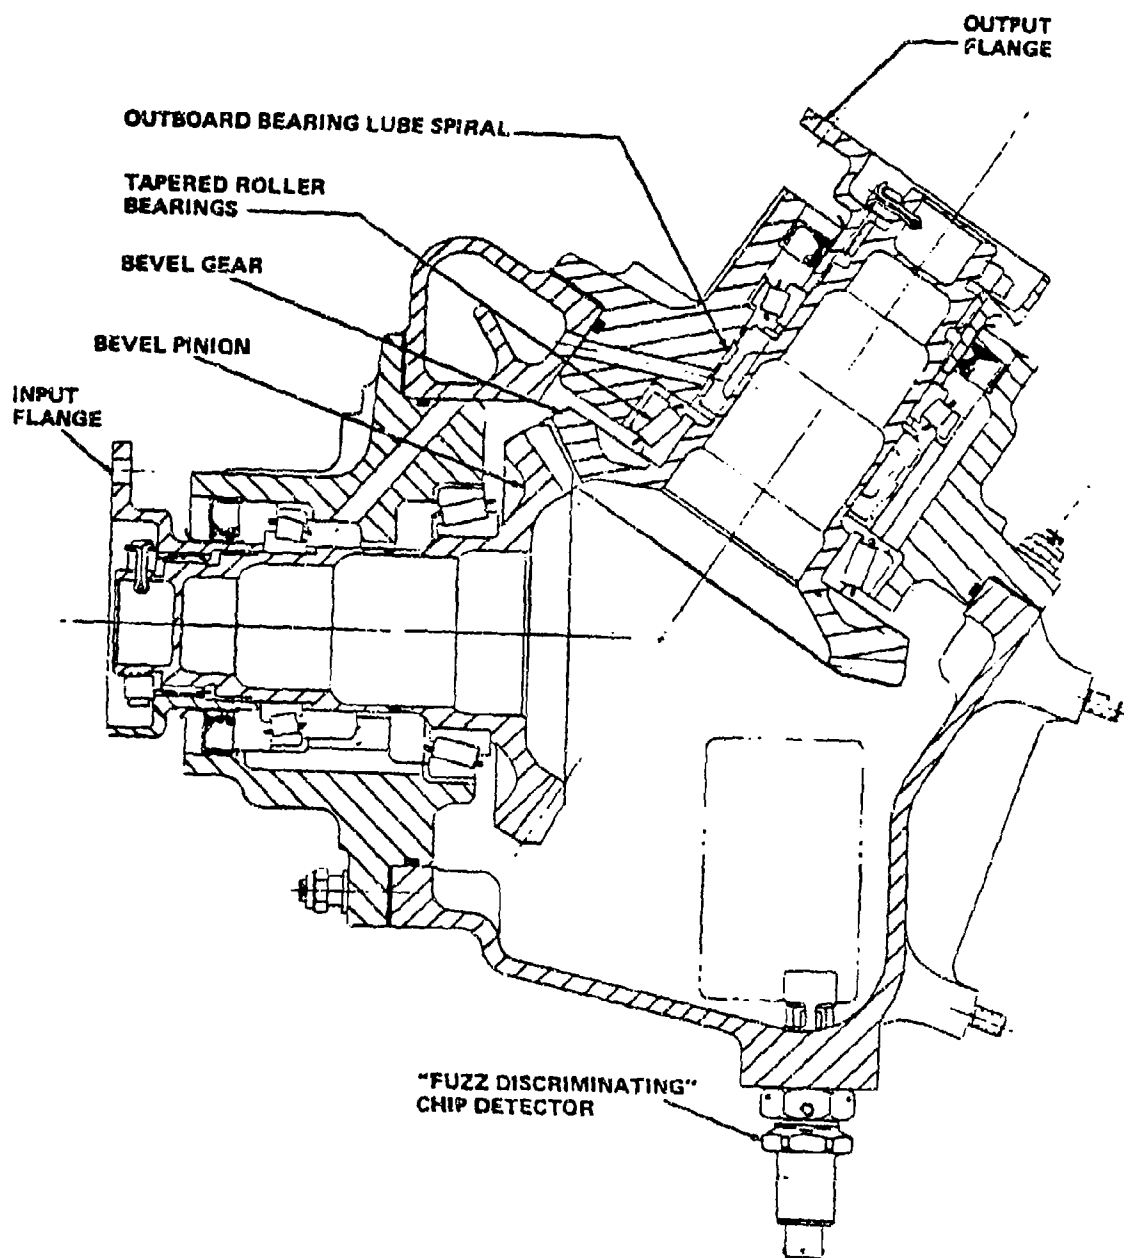 OUTPUT
FLANGE
OUTBOARD BEARING LUBE SPIRAL
TAPERED ROLLER
BEARINGS
BEVEL GEAR
BEVEL PINION
INPUT
FLANGE
"FUZZ DISCRIMINATING"
CHIP DETECTOR